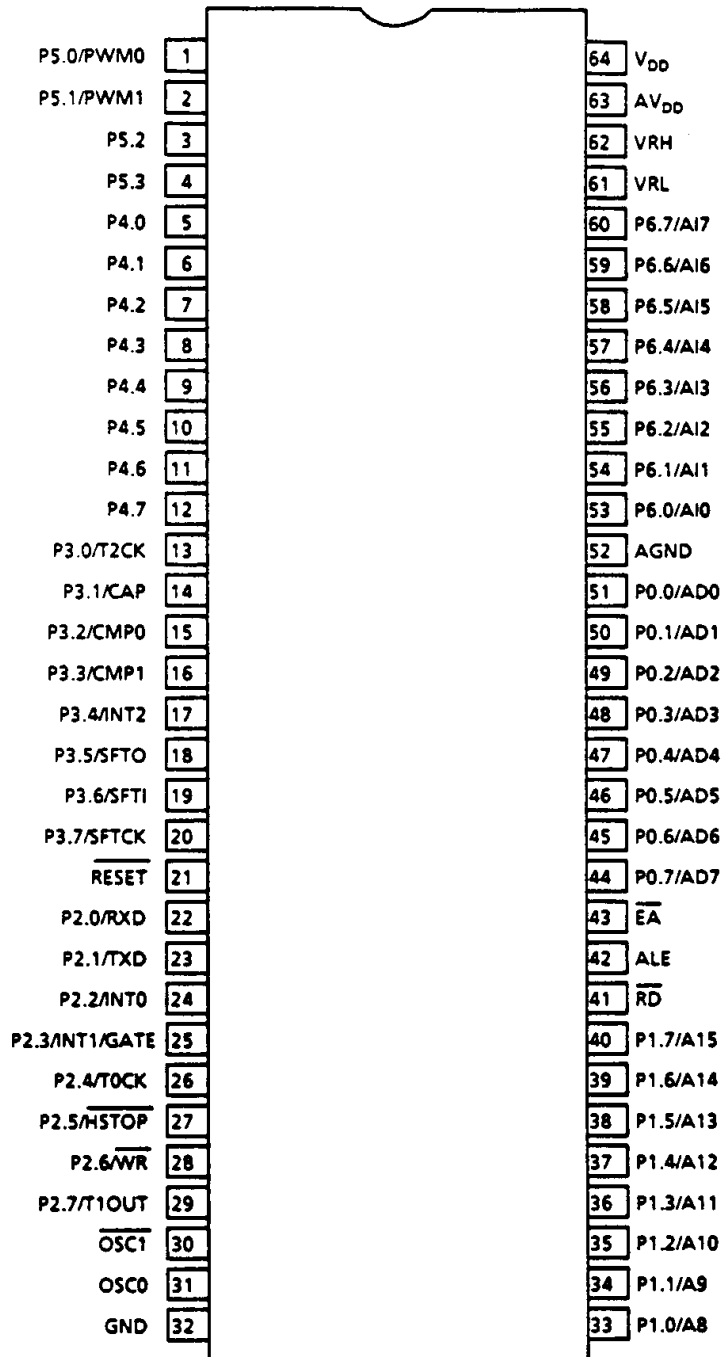 P5.0/PWM0 1 64 VDD
P5.1/PWM1 2 63 AVDD
P5.2 3 62 VRH
P5.3 4 61 VRL
P4.0 5 60 P6.7/AI7
P4.1 6 59 P6.6/AI6
P4.2 7 58 P6.5/AI5
P4.3 8 57 P6.4/AI4
P4.4 9 56 P6.3/AI3
P4.5 10 55 P6.2/AI2
P4.6 11 54 P6.1/AI1
P4.7 12 53 P6.0/AI0
P3.0/T2CK 13 52 AGND
P3.1/CAP 14 51 P0.0/AD0
P3.2/CMP0 15 50 P0.1/AD1
P3.3/CMP1 16 49 P0.2/AD2
P3.4/INT2 17 48 P0.3/AD3
P3.5/SFTO 18 47 P0.4/AD4
P3.6/SFTI 19 46 P0.5/AD5
P3.7/SFTCK 20 45 P0.6/AD6
RESET 21 44 P0.7/AD7
P2.0/RXD 22 43 EA
P2.1/TXD 23 42 ALE
P2.2/INT0 24 41 RD
P2.3/INT1/GATE 25 40 P1.7/A15
P2.4/T0CK 26 39 P1.6/A14
P2.5/HSTOP 27 38 P1.5/A13
P2.6/WR 28 37 P1.4/A12
P2.7/T1OUT 29 36 P1.3/A11
OSC1 30 35 P1.2/A10
OSC0 31 34 P1.1/A9
GND 32 33 P1.0/A8